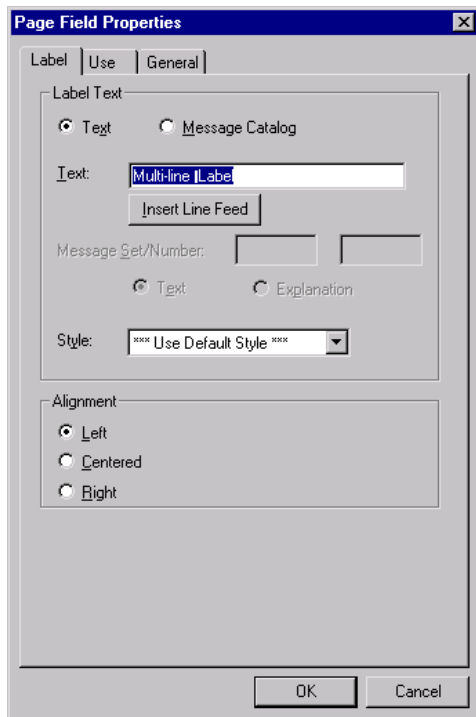 Page Field Properties
Label Use General
Label Text
Text Message Catalog
Text: Multi-line |Label
Insert Line Feed
Message Set/Number:
Text Explanation
Style: *** Use Default Style ***
Alignment
Left
Centered
Right
OK Cancel